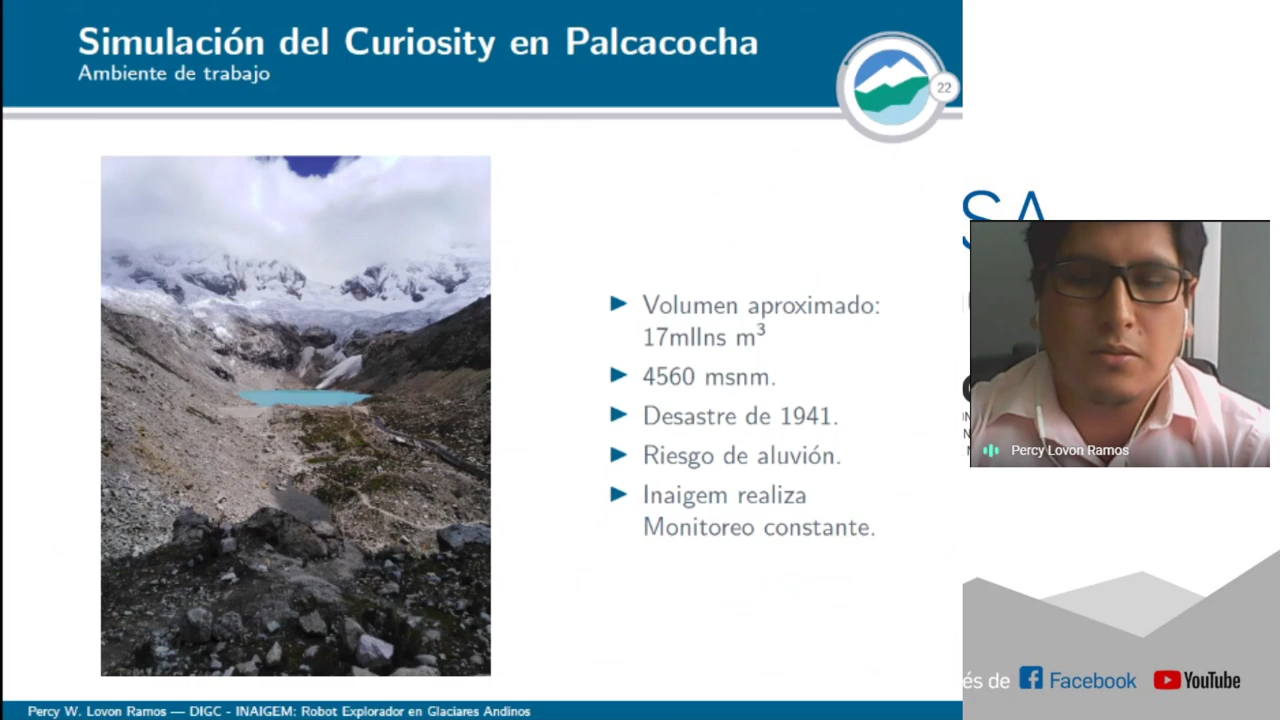 Simulación del Curiosity en Palcacocha
Ambiente de trabajo
22
Volumen aproximado:
17mllns m³
4560 msnm.
Desastre de 1941.
Riesgo de aluvión.
Inaigem realiza
Monitoreo constante.
Percy W. Lovon Ramos — DIGC - INAIGEM: Robot Explorador en Glaciares Andinos
SA
Percy Lovon Ramos
és de Facebook YouTube